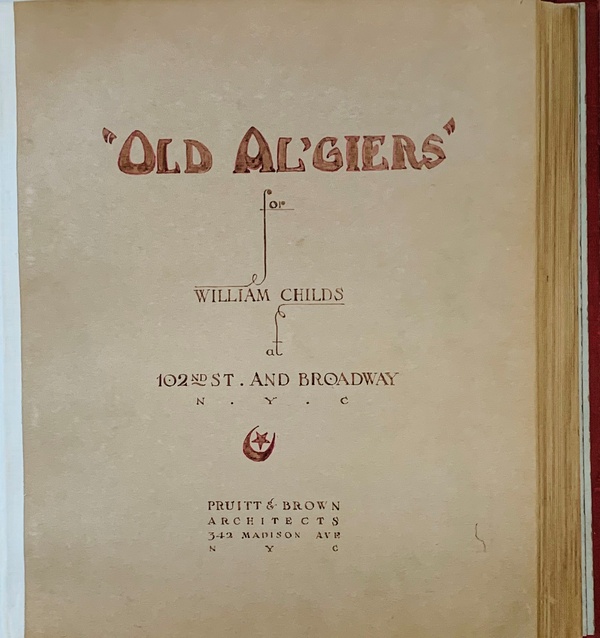 "OLD AL'GIERS"
for
WILLIAM CHILDS
at
102ND ST. AND BROADWAY
N . Y . C
PRUITT & BROWN
ARCHITECTS
342 MADISON AVE
N Y C